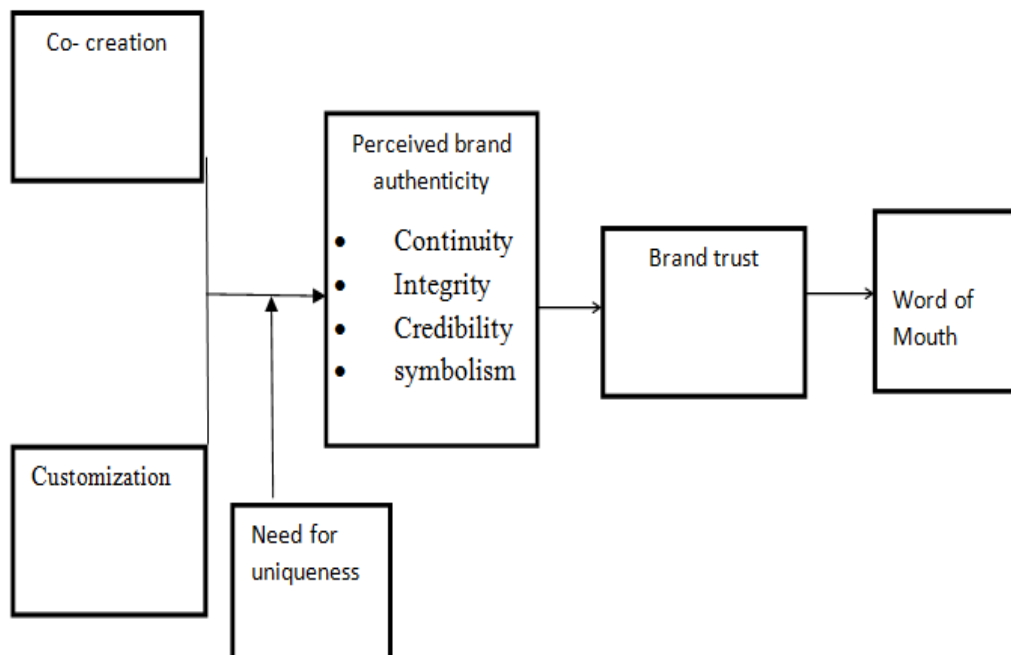 Co- creation
Perceived brand
authenticity
• Continuity
• Integrity
• Credibility
• symbolism
Brand trust
Word of
Mouth
Customization
Need for
uniqueness